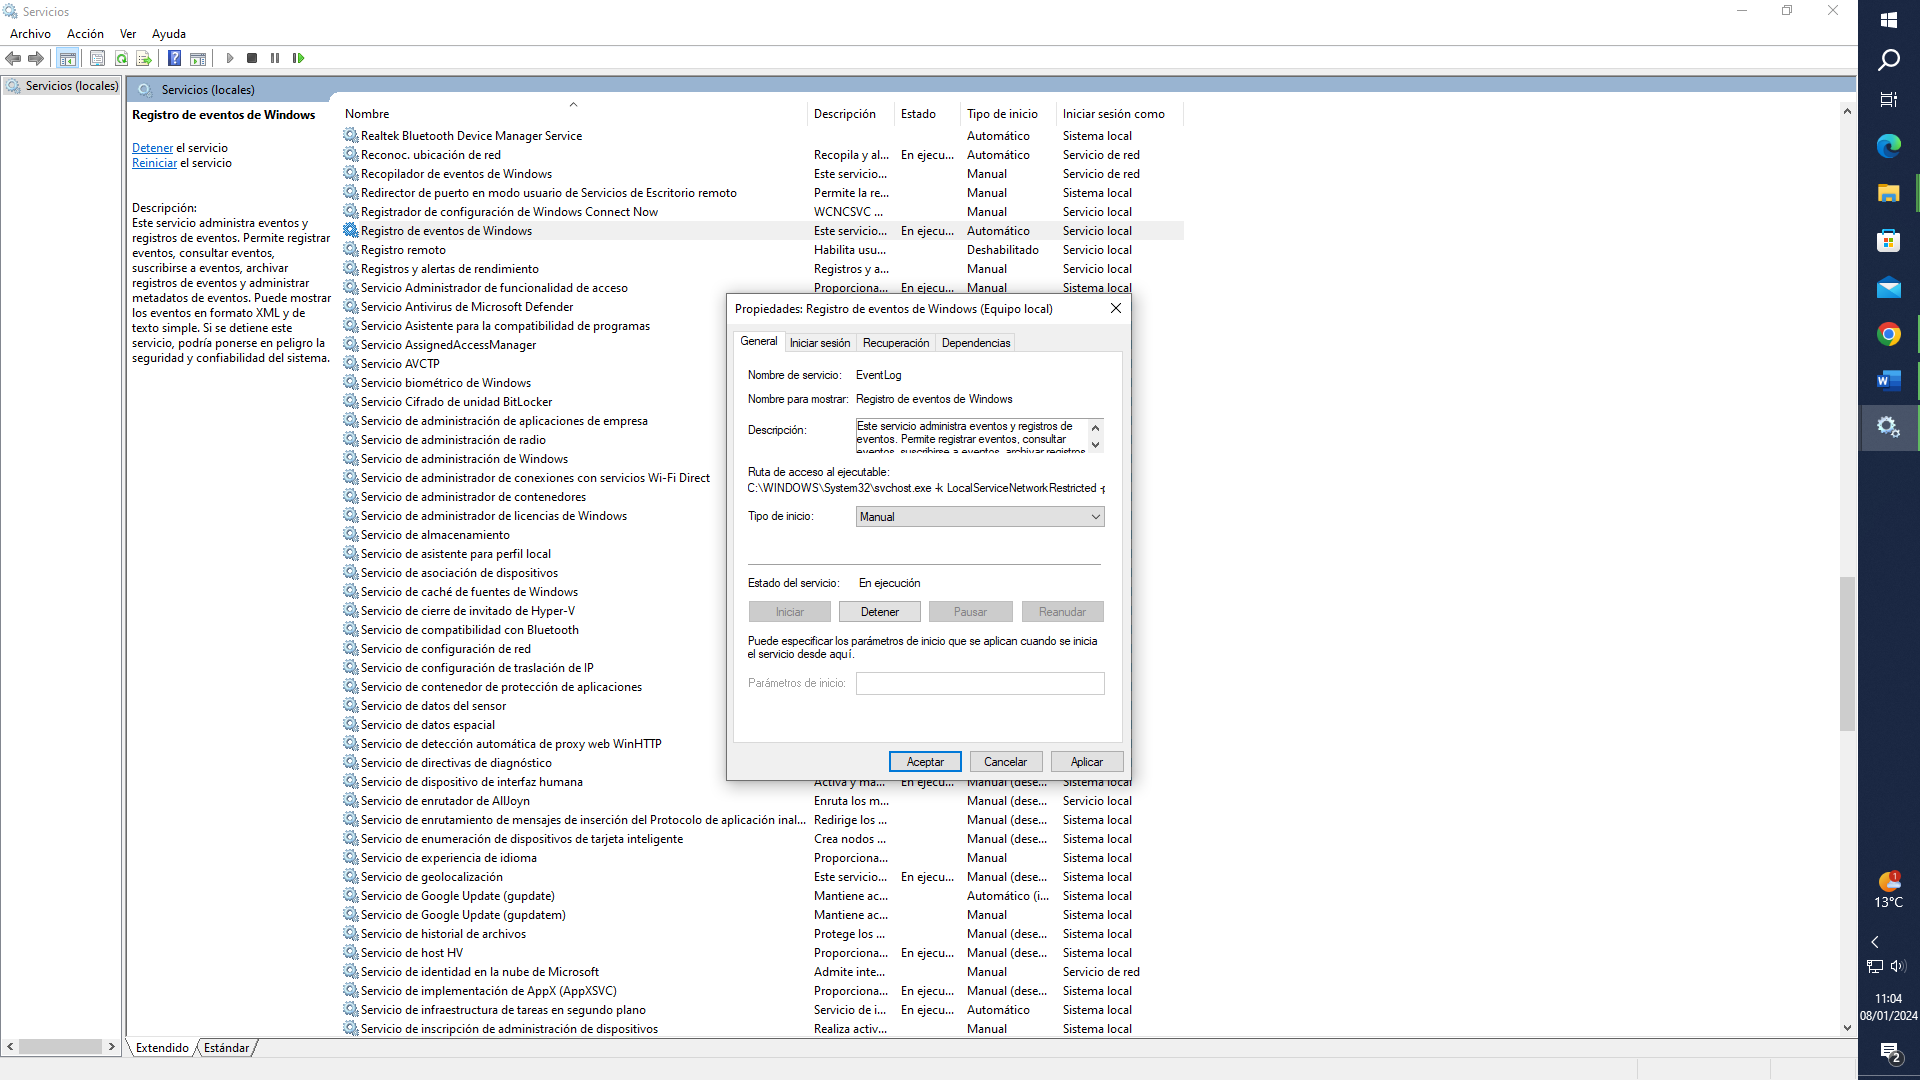 Servicios
Archivo Acción Ver Ayuda
Servicios (locales)
Servicios (locales)
Registro de eventos de Windows
Detener el servicio
Reiniciar el servicio
Descripción:
Este servicio administra eventos y
registros de eventos. Permite registrar
eventos, consultar eventos,
suscribirse a eventos, archivar
registros de eventos y administrar
metadatos de eventos. Puede mostrar
los eventos en formato XML y de
texto simple. Si se detiene este
servicio, podría ponerse en peligro la
seguridad y confiabilidad del sistema.
Nombre Descripción Estado Tipo de inicio Iniciar sesión como
Realtek Bluetooth Device Manager Service Automático Sistema local
Reconoc. ubicación de red Recopila y al... En ejecu... Automático Servicio de red
Recopilador de eventos de Windows Este servicio... Manual Servicio de red
Redirector de puerto en modo usuario de Servicios de Escritorio remoto Permite la re... Manual Sistema local
Registrador de configuración de Windows Connect Now WCNCSVC ... Manual Servicio local
Registro de eventos de Windows Este servicio... En ejecu... Automático Servicio local
Registro remoto Habilita usu... Deshabilitado Servicio local
Registros y alertas de rendimiento Registros y a... Manual Servicio local
Servicio Administrador de funcionalidad de acceso Proporciona... En ejecu... Manual Sistema local
Servicio Antivirus de Microsoft Defender
Servicio Asistente para la compatibilidad de programas
Servicio AssignedAccessManager
Servicio AVCTP
Servicio biométrico de Windows
Servicio Cifrado de unidad BitLocker
Servicio de administración de aplicaciones de empresa
Servicio de administración de radio
Servicio de administración de Windows
Servicio de administrador de conexiones con servicios Wi-Fi Direct
Servicio de administrador de contenedores
Servicio de administrador de licencias de Windows
Servicio de almacenamiento
Servicio de asistente para perfil local
Servicio de asociación de dispositivos
Servicio de caché de fuentes de Windows
Servicio de cierre de invitado de Hyper-V
Servicio de compatibilidad con Bluetooth
Servicio de configuración de red
Servicio de configuración de traslación de IP
Servicio de contenedor de protección de aplicaciones
Servicio de datos del sensor
Servicio de datos espacial
Servicio de detección automática de proxy web WinHTTP
Servicio de directivas de diagnóstico
Servicio de dispositivo de interfaz humana Activa y ma... En ejecu... Manual (dese... Sistema local
Servicio de enrutador de AllJoyn Enruta los m... Manual (dese... Servicio local
Servicio de enrutamiento de mensajes de inserción del Protocolo de aplicación inal... Redirige los ... Manual (dese... Sistema local
Servicio de enumeración de dispositivos de tarjeta inteligente Crea nodos ... Manual (dese... Sistema local
Servicio de experiencia de idioma Proporciona... Manual Sistema local
Servicio de geolocalización Este servicio... En ejecu... Manual (dese... Sistema local
Servicio de Google Update (gupdate) Mantiene ac... Automático (i... Sistema local
Servicio de Google Update (gupdatem) Mantiene ac... Manual Sistema local
Servicio de historial de archivos Protege los ... Manual (dese... Sistema local
Servicio de host HV Proporciona... En ejecu... Manual (dese... Sistema local
Servicio de identidad en la nube de Microsoft Admite inte... Manual Servicio de red
Servicio de implementación de AppX (AppXSVC) Proporciona... En ejecu... Manual (dese... Sistema local
Servicio de infraestructura de tareas en segundo plano Servicio de i... En ejecu... Automático Sistema local
Servicio de inscripción de administración de dispositivos Realiza activ... Manual Sistema local
Extendido Estándar
Propiedades: Registro de eventos de Windows (Equipo local)
General Iniciar sesión Recuperación Dependencias
Nombre de servicio: EventLog
Nombre para mostrar: Registro de eventos de Windows
Descripción: Este servicio administra eventos y registros de
eventos. Permite registrar eventos, consultar
eventos, suscribirse a eventos, archivar registros
Ruta de acceso al ejecutable:
C:\WINDOWS\System32\svchost.exe -k LocalServiceNetworkRestricted -p
Tipo de inicio: Manual
Estado del servicio: En ejecución
Iniciar Detener Pausar Reanudar
Puede especificar los parámetros de inicio que se aplican cuando se inicia
el servicio desde aquí.
Parámetros de inicio:
Aceptar Cancelar Aplicar
1
13°C
11:04
08/01/2024
2